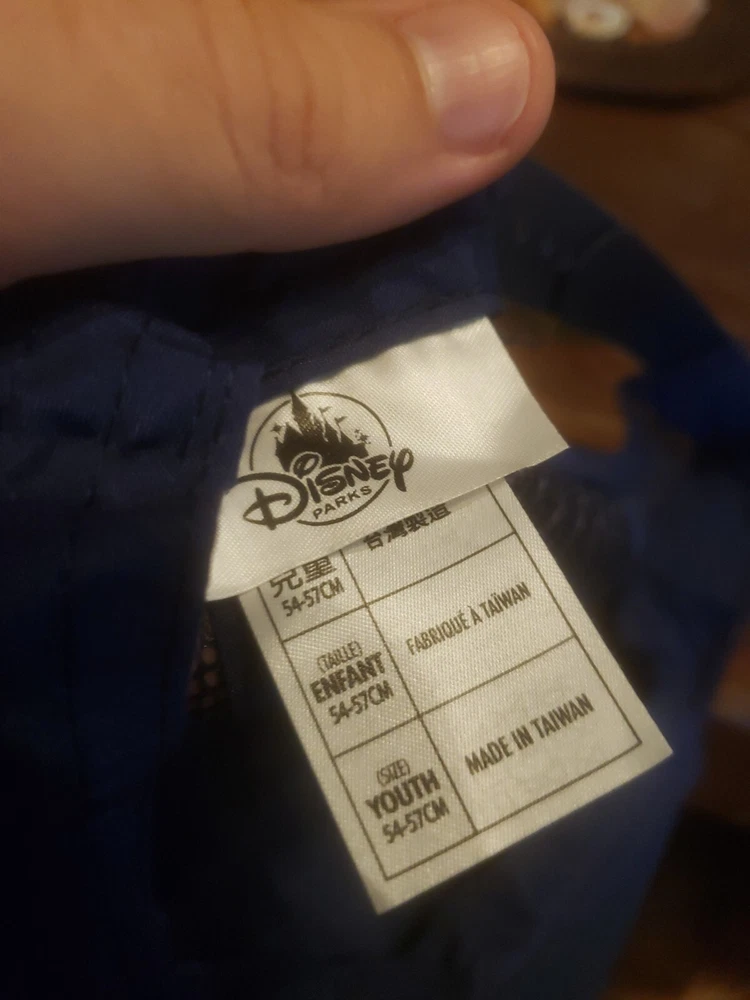 DISNEY
PARKS
台灣製造
兒童
54-57CM
(TAILLE)
ENFANT
54-57CM
FABRIQUÉ À TAÏWAN
(SIZE)
YOUTH
54-57CM
MADE IN TAIWAN